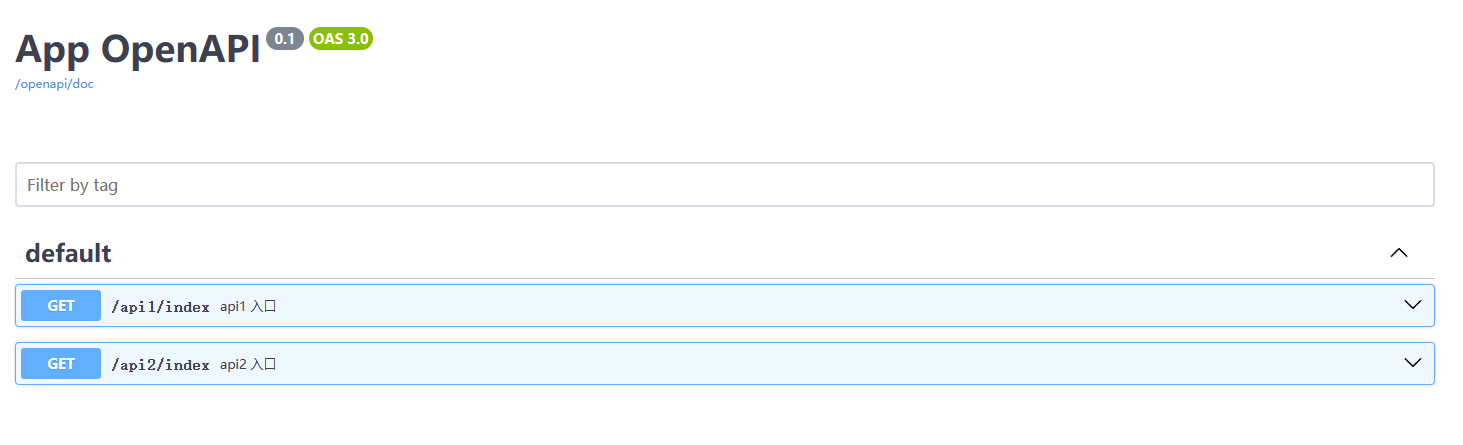 App OpenAPI 0.1 OAS 3.0
/openapi/doc
Filter by tag
default
GET /api1/index api1 入口
GET /api2/index api2 入口